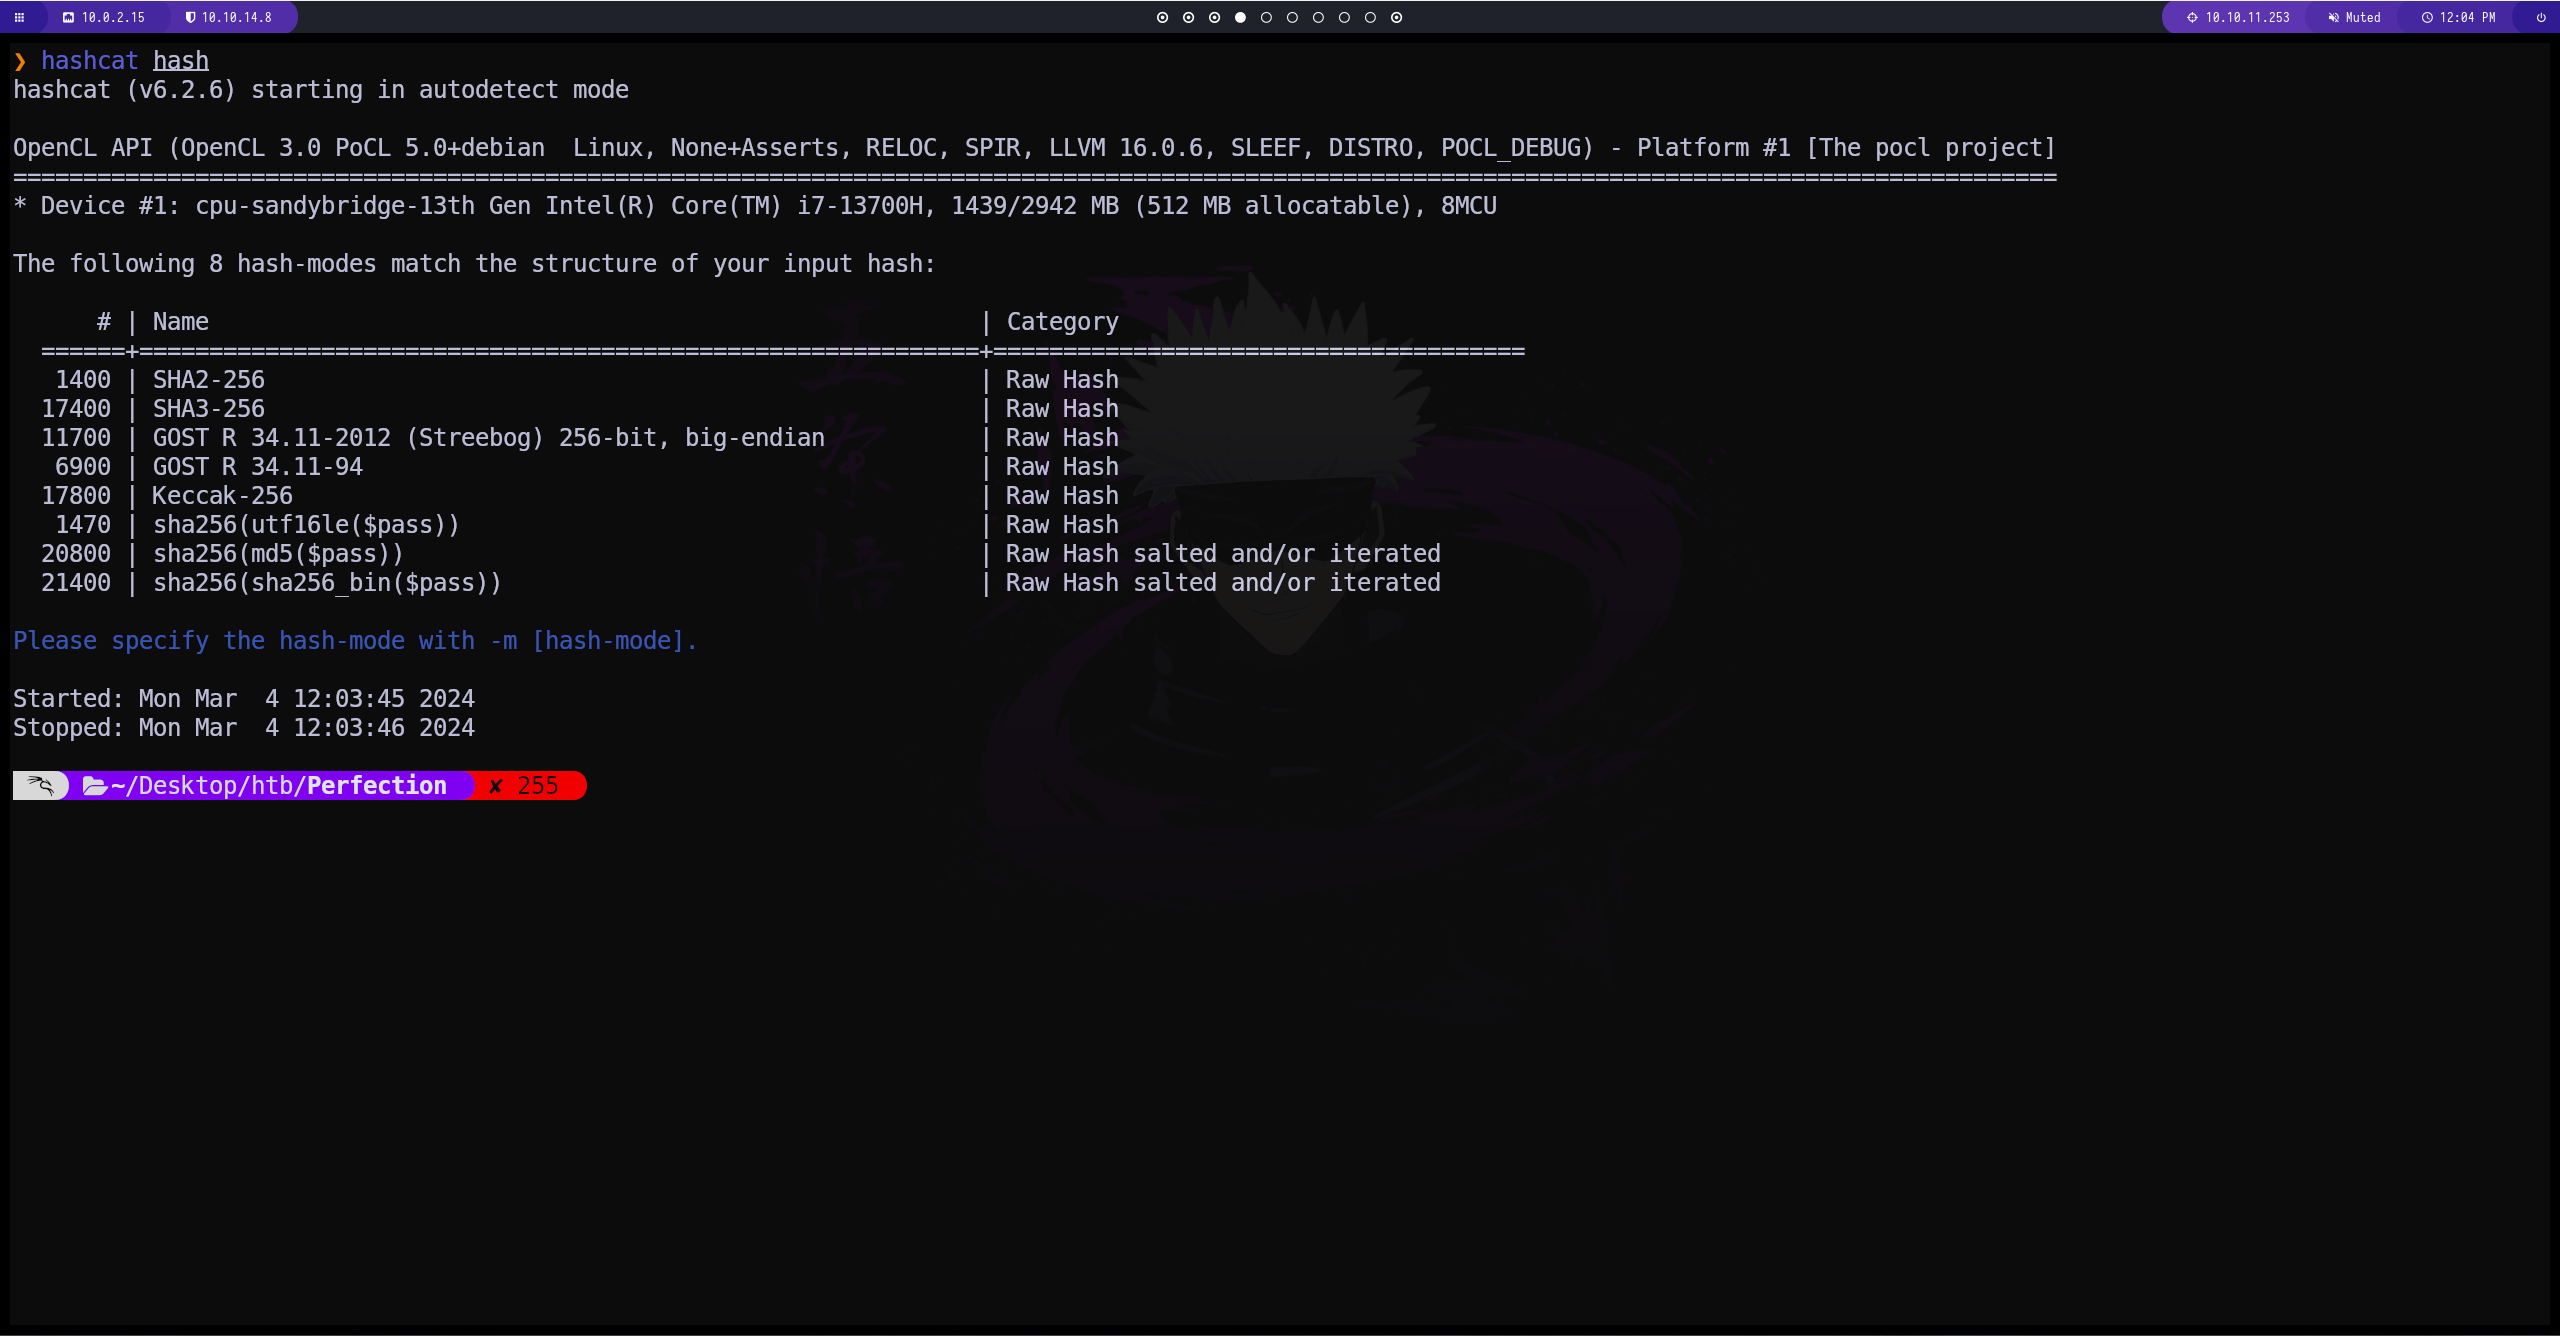 10.0.2.15 10.10.14.8 10.10.11.253 Muted 12:04 PM
❯ hashcat hash
hashcat (v6.2.6) starting in autodetect mode
OpenCL API (OpenCL 3.0 PoCL 5.0+debian  Linux, None+Asserts, RELOC, SPIR, LLVM 16.0.6, SLEEF, DISTRO, POCL_DEBUG) - Platform #1 [The pocl project]
==================================================================================================================================================
* Device #1: cpu-sandybridge-13th Gen Intel(R) Core(TM) i7-13700H, 1439/2942 MB (512 MB allocatable), 8MCU
The following 8 hash-modes match the structure of your input hash:
      # | Name                                                       | Category
  ======+============================================================+======================================
   1400 | SHA2-256                                                   | Raw Hash
  17400 | SHA3-256                                                   | Raw Hash
  11700 | GOST R 34.11-2012 (Streebog) 256-bit, big-endian           | Raw Hash
   6900 | GOST R 34.11-94                                            | Raw Hash
  17800 | Keccak-256                                                 | Raw Hash
   1470 | sha256(utf16le($pass))                                     | Raw Hash
  20800 | sha256(md5($pass))                                         | Raw Hash salted and/or iterated
  21400 | sha256(sha256_bin($pass))                                  | Raw Hash salted and/or iterated
Please specify the hash-mode with -m [hash-mode].
Started: Mon Mar  4 12:03:45 2024
Stopped: Mon Mar  4 12:03:46 2024
~/Desktop/htb/Perfection ✘ 255